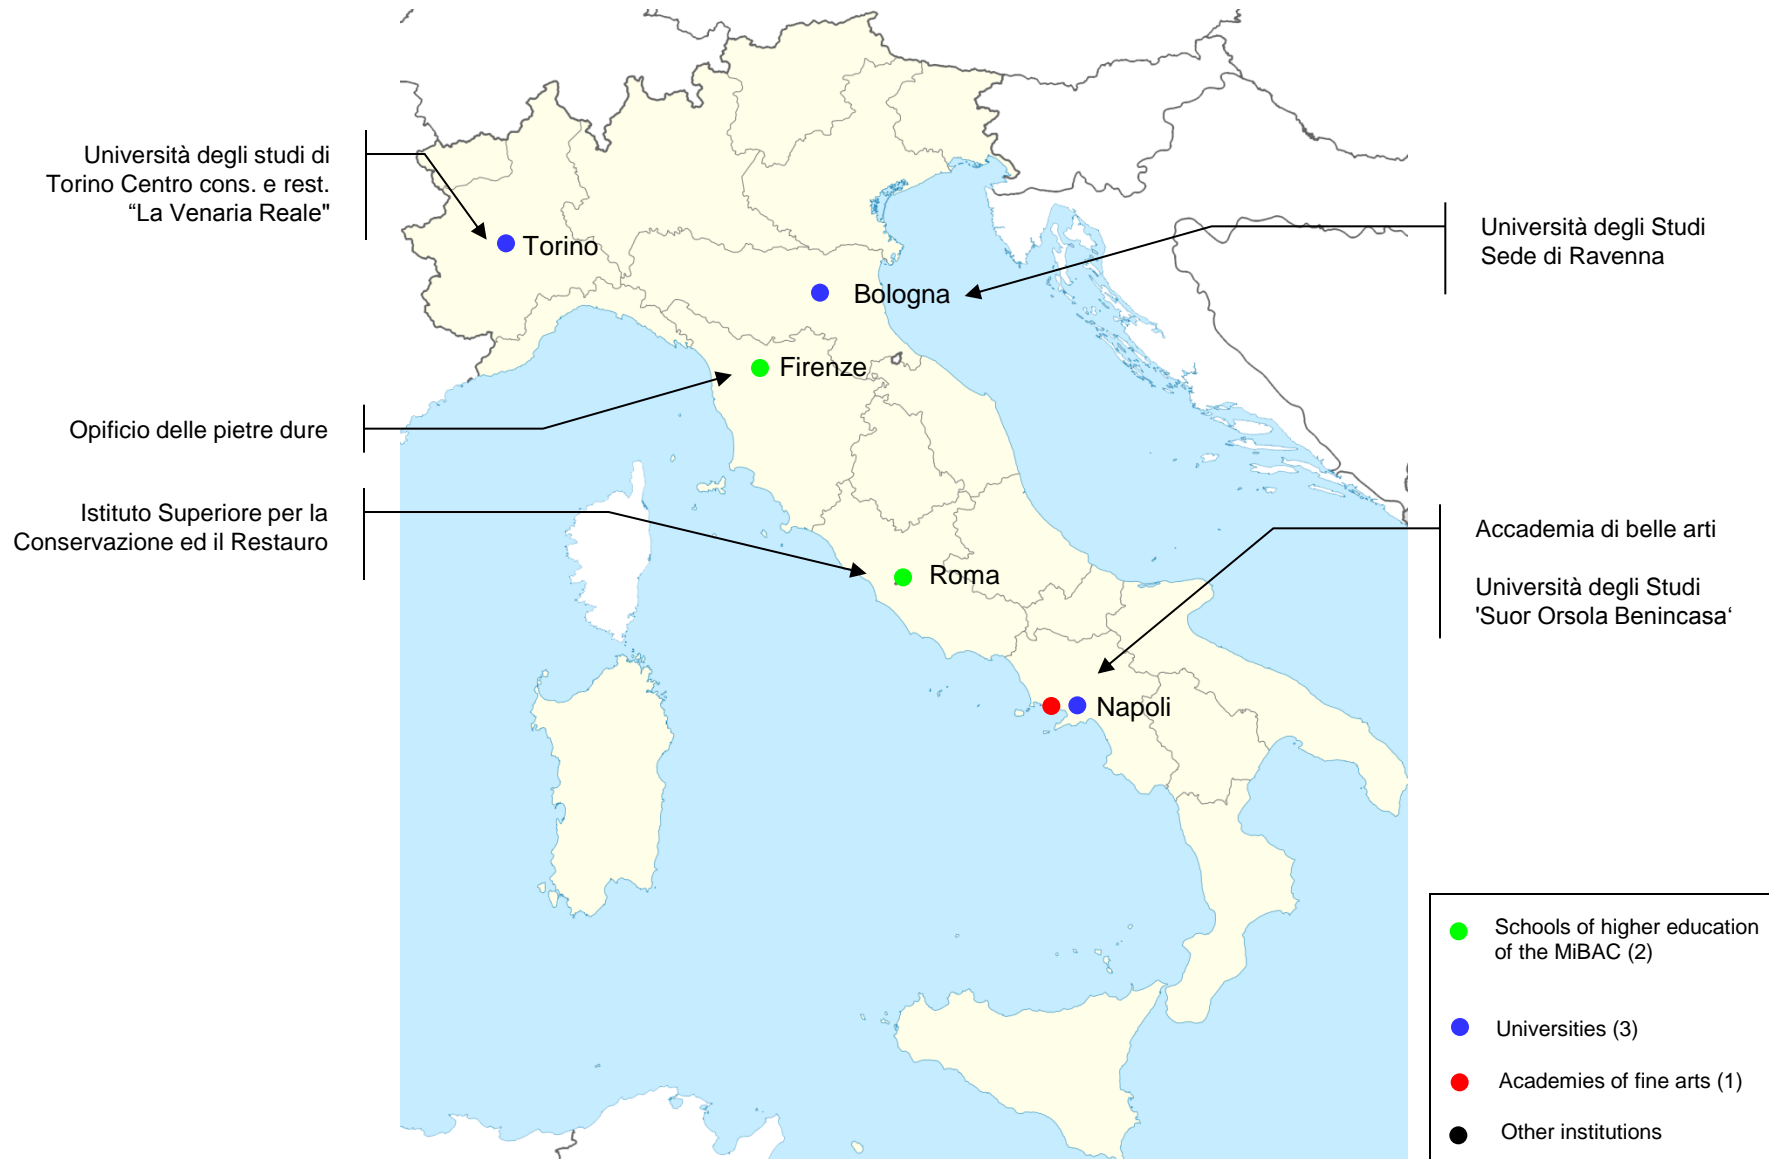 Università degli studi di
Torino Centro cons. e rest.
“La Venaria Reale"
Torino
Università degli Studi
Sede di Ravenna
Bologna
Firenze
Opificio delle pietre dure
Istituto Superiore per la
Conservazione ed il Restauro
Roma
Accademia di belle arti
Università degli Studi
'Suor Orsola Benincasa‘
Napoli
Schools of higher education
of the MiBAC (2)
Universities (3)
Academies of fine arts (1)
Other institutions